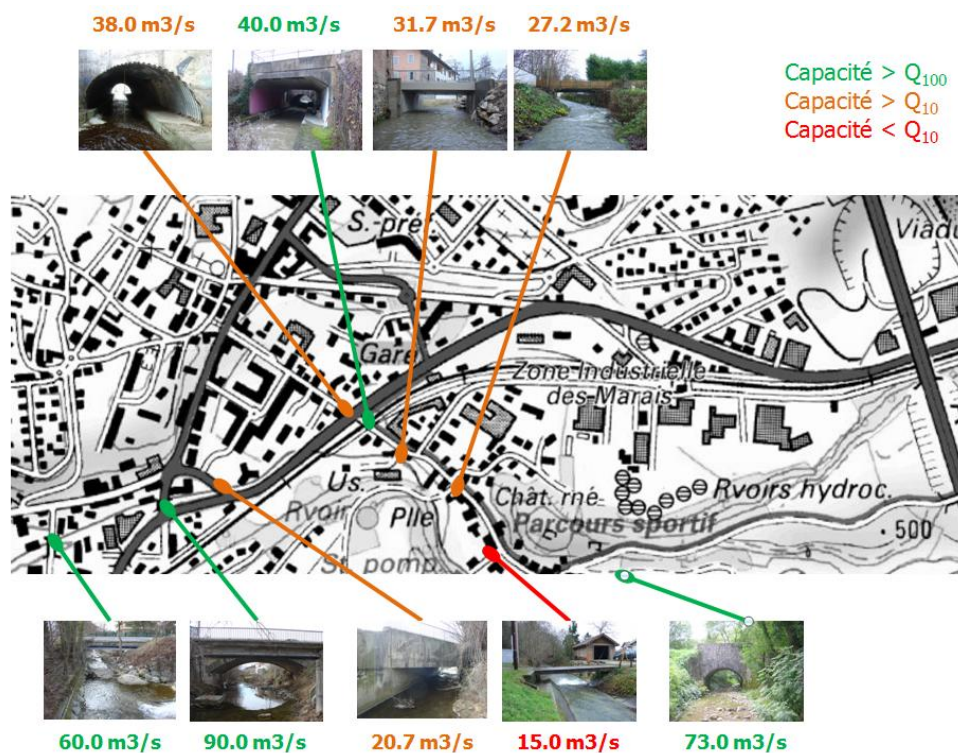 38.0 m3/s 40.0 m3/s 31.7 m3/s 27.2 m3/s
Capacité > Q100
Capacité > Q10
Capacité < Q10
S.-préf.
Viadu
Gare
Zone Industrielle
des Marais
Us.
Rvoir
Plle
Chât. rné
Rvoirs hydroc.
Parcours sportif
500
St. pomp.
60.0 m3/s 90.0 m3/s 20.7 m3/s 15.0 m3/s 73.0 m3/s